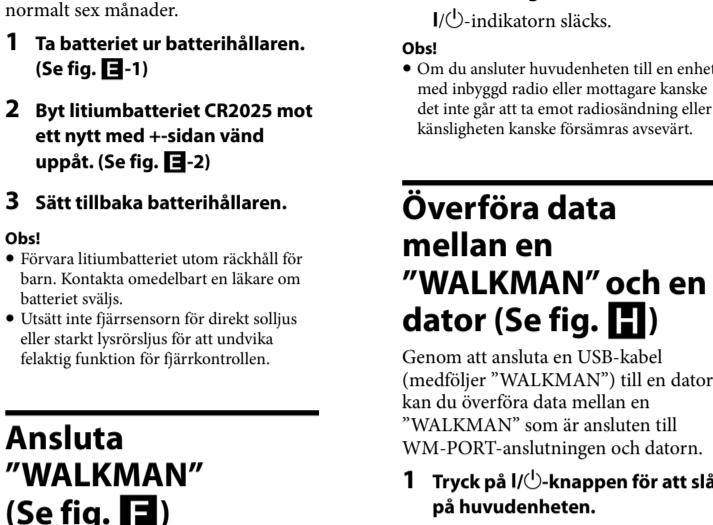 normalt sex månader.
1 Ta batteriet ur batterihållaren.
(Se fig. E-1)
2 Byt litiumbatteriet CR2025 mot
ett nytt med +-sidan vänd
uppåt. (Se fig. E-2)
3 Sätt tillbaka batterihållaren.
Obs!
• Förvara litiumbatteriet utom räckhåll för
barn. Kontakta omedelbart en läkare om
batteriet sväljs.
• Utsätt inte fjärrsensorn för direkt solljus
eller starkt lysrörsljus för att undvika
felaktig funktion för fjärrkontrollen.
Ansluta
”WALKMAN”
(Se fig. F)
I/⏻-indikatorn släcks.
Obs!
• Om du ansluter huvudenheten till en enhet
med inbyggd radio eller mottagare kanske
det inte går att ta emot radiosändning eller
känsligheten kanske försämras avsevärt.
Överföra data
mellan en
”WALKMAN” och en
dator (Se fig. H)
Genom att ansluta en USB-kabel
(medföljer ”WALKMAN”) till en dator
kan du överföra data mellan en
”WALKMAN” som är ansluten till
WM-PORT-anslutningen och datorn.
1 Tryck på I/⏻-knappen för att slå
på huvudenheten.